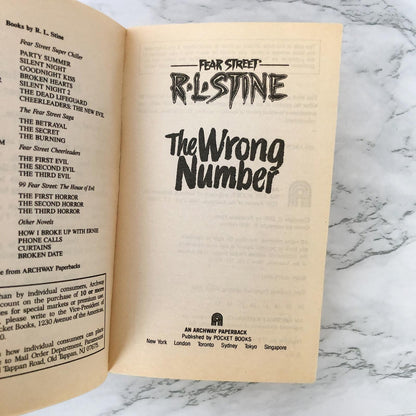 Books by R. L. Stine
Fear Street Super Chiller
PARTY SUMMER
SILENT NIGHT
GOODNIGHT KISS
BROKEN HEARTS
SILENT NIGHT 2
THE DEAD LIFEGUARD
CHEERLEADERS: THE NEW EVIL
The Fear Street Saga
THE BETRAYAL
THE SECRET
THE BURNING
Fear Street Cheerleaders
THE FIRST EVIL
THE SECOND EVIL
THE THIRD EVIL
99 Fear Street: The House of Evil
THE FIRST HORROR
THE SECOND HORROR
THE THIRD HORROR
Other Novels
HOW I BROKE UP WITH ERNIE
PHONE CALLS
CURTAINS
BROKEN DATE
from ARCHWAY Paperbacks
than by individual consumers, Archway
count on the purchase of 10 or more
for special markets or premium use
please write to the Vice-President of
Books, 1230 Avenue of the Americas,
how individual consumers can place
to Mail Order Department, Paramount
Tappan Road, Old Tappan, NJ 07675.
FEAR STREET
R·L·STINE
The Wrong
Number
AN ARCHWAY PAPERBACK
Published by POCKET BOOKS
New York London Toronto Sydney Tokyo Singapore